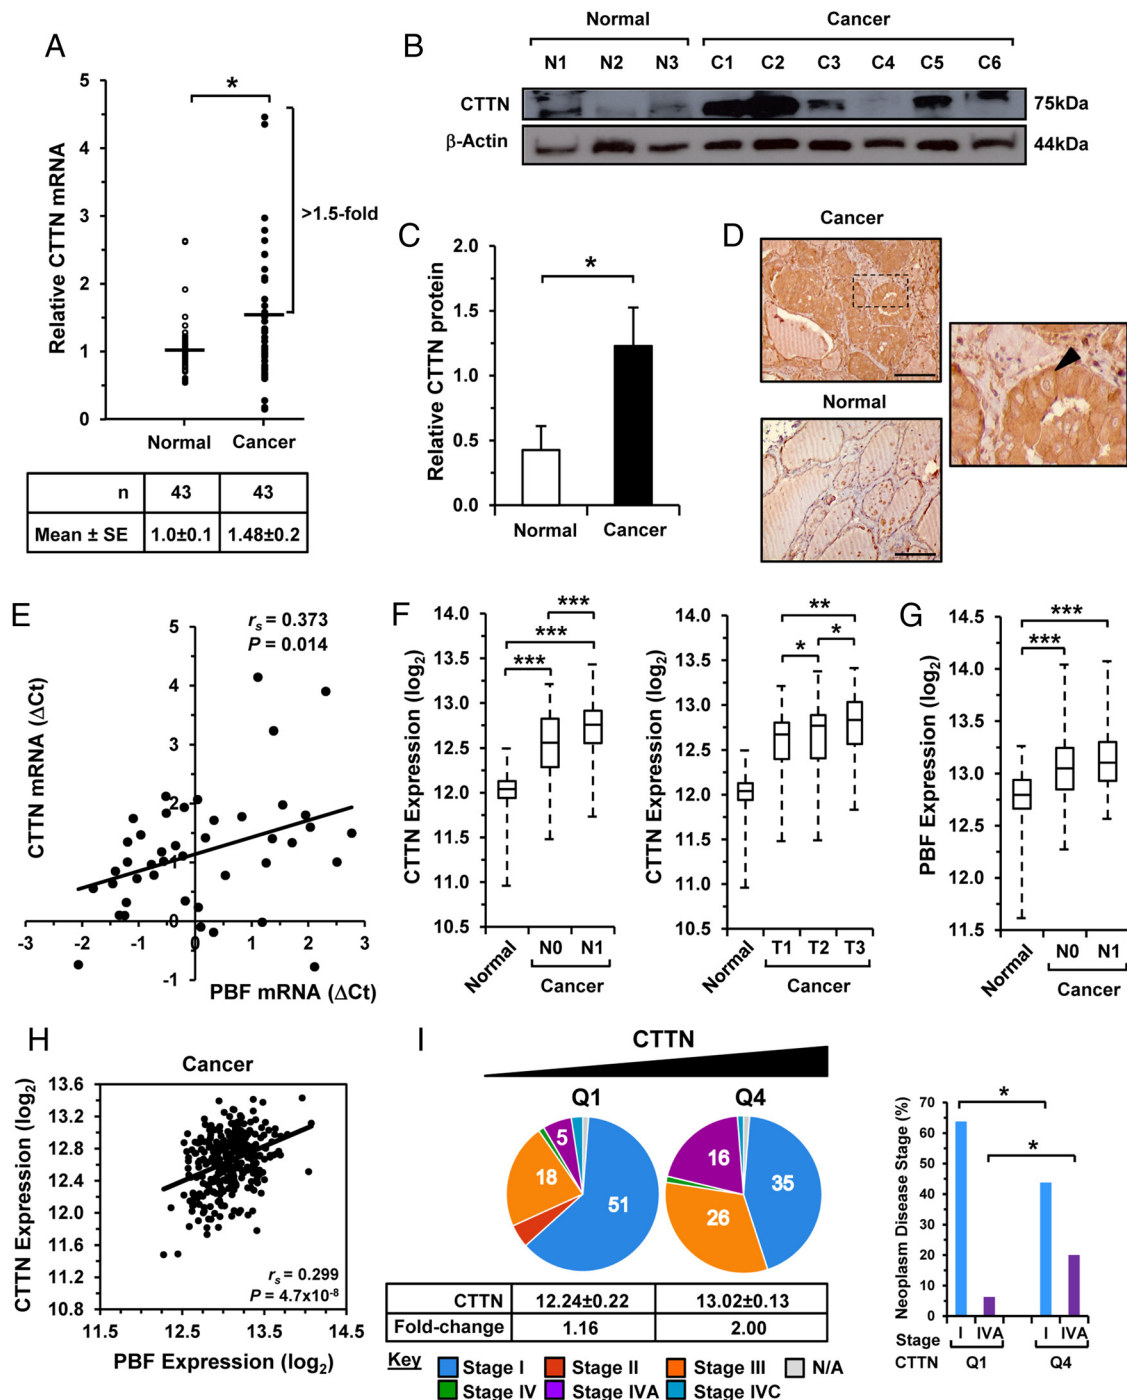 A
5
4
3
2
1
0
Relative CTTN mRNA
*
>1.5-fold
Normal Cancer
n 43 43
Mean ± SE 1.0±0.1 1.48±0.2
B
Normal Cancer
N1 N2 N3 C1 C2 C3 C4 C5 C6
CTTN 75kDa
β-Actin 44kDa
C
2.0
1.5
1.0
0.5
0.0
Relative CTTN protein
*
Normal Cancer
D
Cancer
Normal
E
r_s = 0.373
P = 0.014
5
4
3
2
1
0
-1
CTTN mRNA (ΔCt)
-3 -2 -1 0 1 2 3
PBF mRNA (ΔCt)
F
14.0
13.5
13.0
12.5
12.0
11.5
11.0
10.5
CTTN Expression (log₂)
***
***
***
Normal N0 N1
Cancer
14.0
13.5
13.0
12.5
12.0
11.5
11.0
10.5
CTTN Expression (log₂)
**
*
*
Normal T1 T2 T3
Cancer
G
14.5
14.0
13.5
13.0
12.5
12.0
11.5
PBF Expression (log₂)
***
***
Normal N0 N1
Cancer
H
Cancer
13.6
13.2
12.8
12.4
12.0
11.6
11.2
10.8
CTTN Expression (log₂)
r_s = 0.299
P = 4.7x10⁻⁸
11.5 12.5 13.5 14.5
PBF Expression (log₂)
I
CTTN
Q1 Q4
5
18
51
16
35
26
CTTN 12.24±0.22 13.02±0.13
Fold-change 1.16 2.00
Key Stage I Stage II Stage III N/A
Stage IV Stage IVA Stage IVC
70
60
50
40
30
20
10
0
Neoplasm Disease Stage (%)
*
*
Stage I IVA I IVA
CTTN Q1 Q4